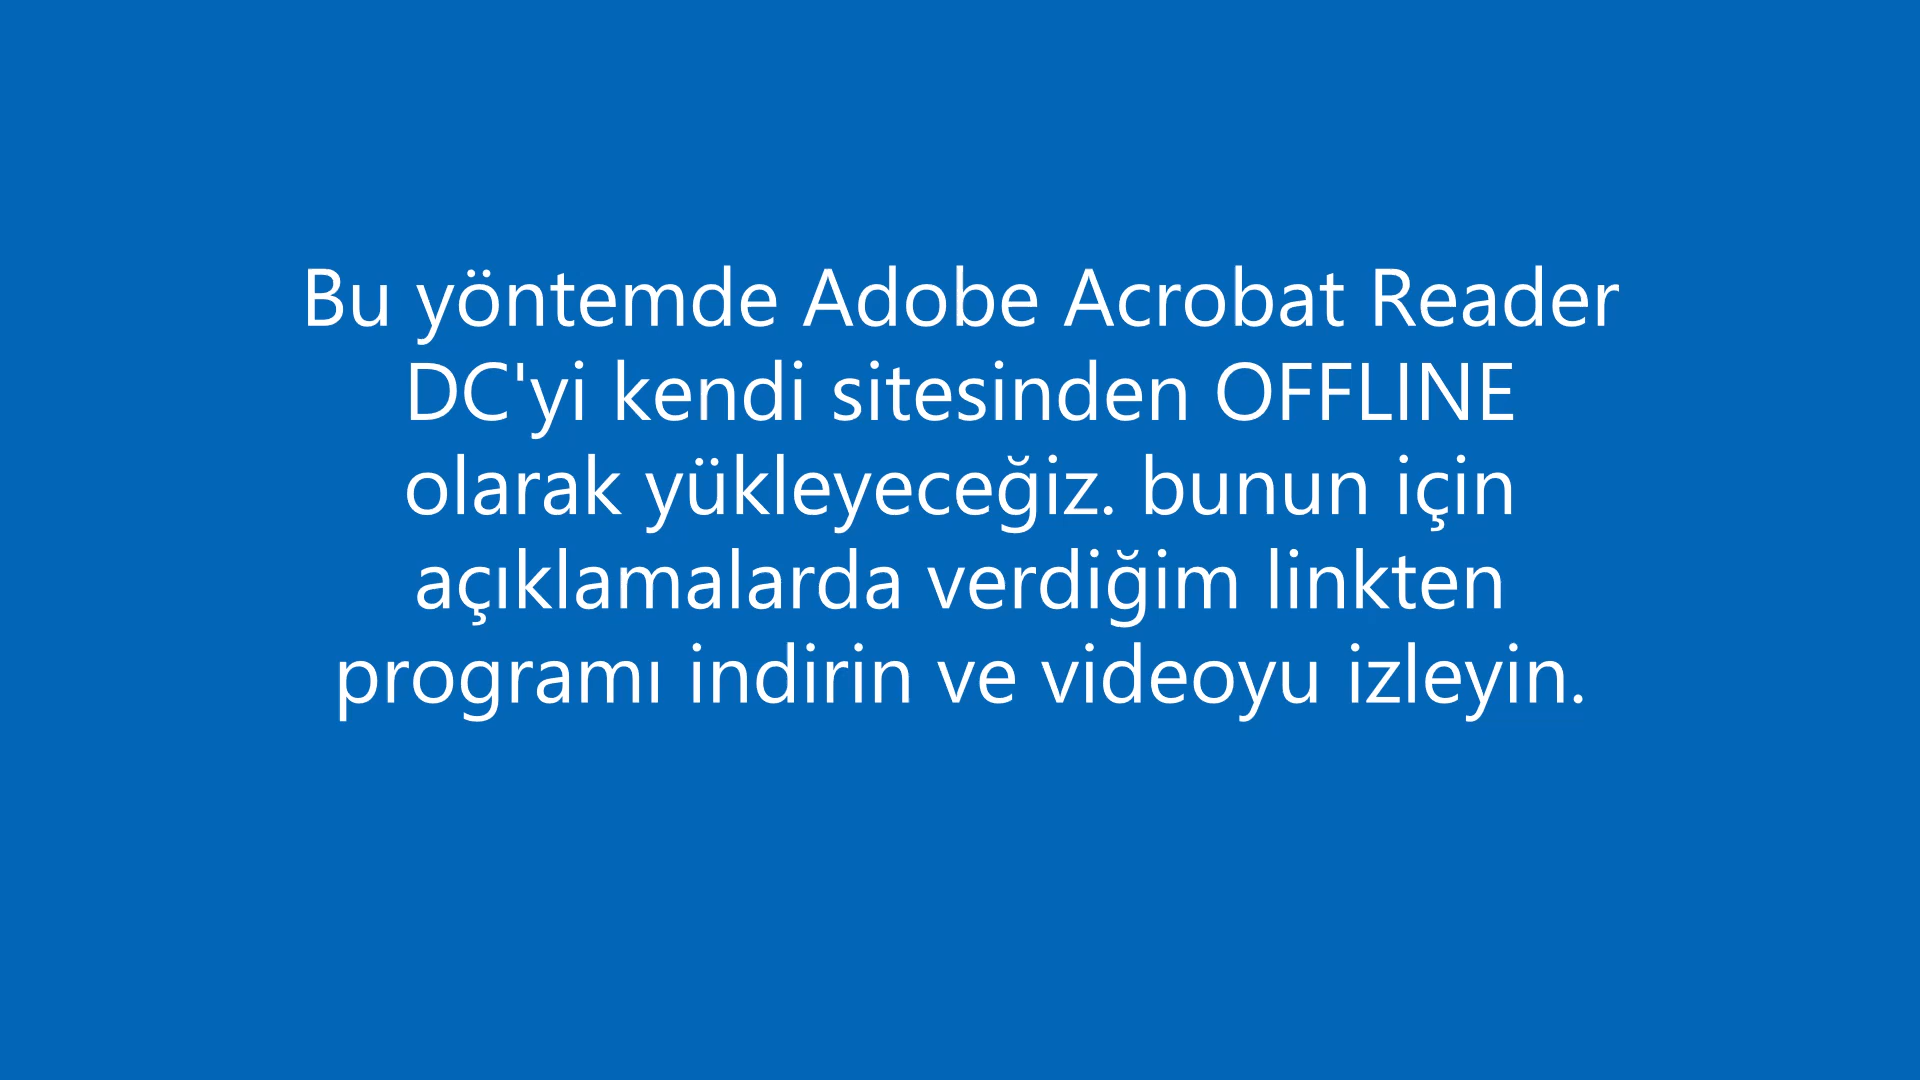 Bu yöntemde Adobe Acrobat Reader
DC'yi kendi sitesinden OFFLINE
olarak yükleyeceğiz. bunun için
açıklamalarda verdiğim linkten
programı indirin ve videoyu izleyin.